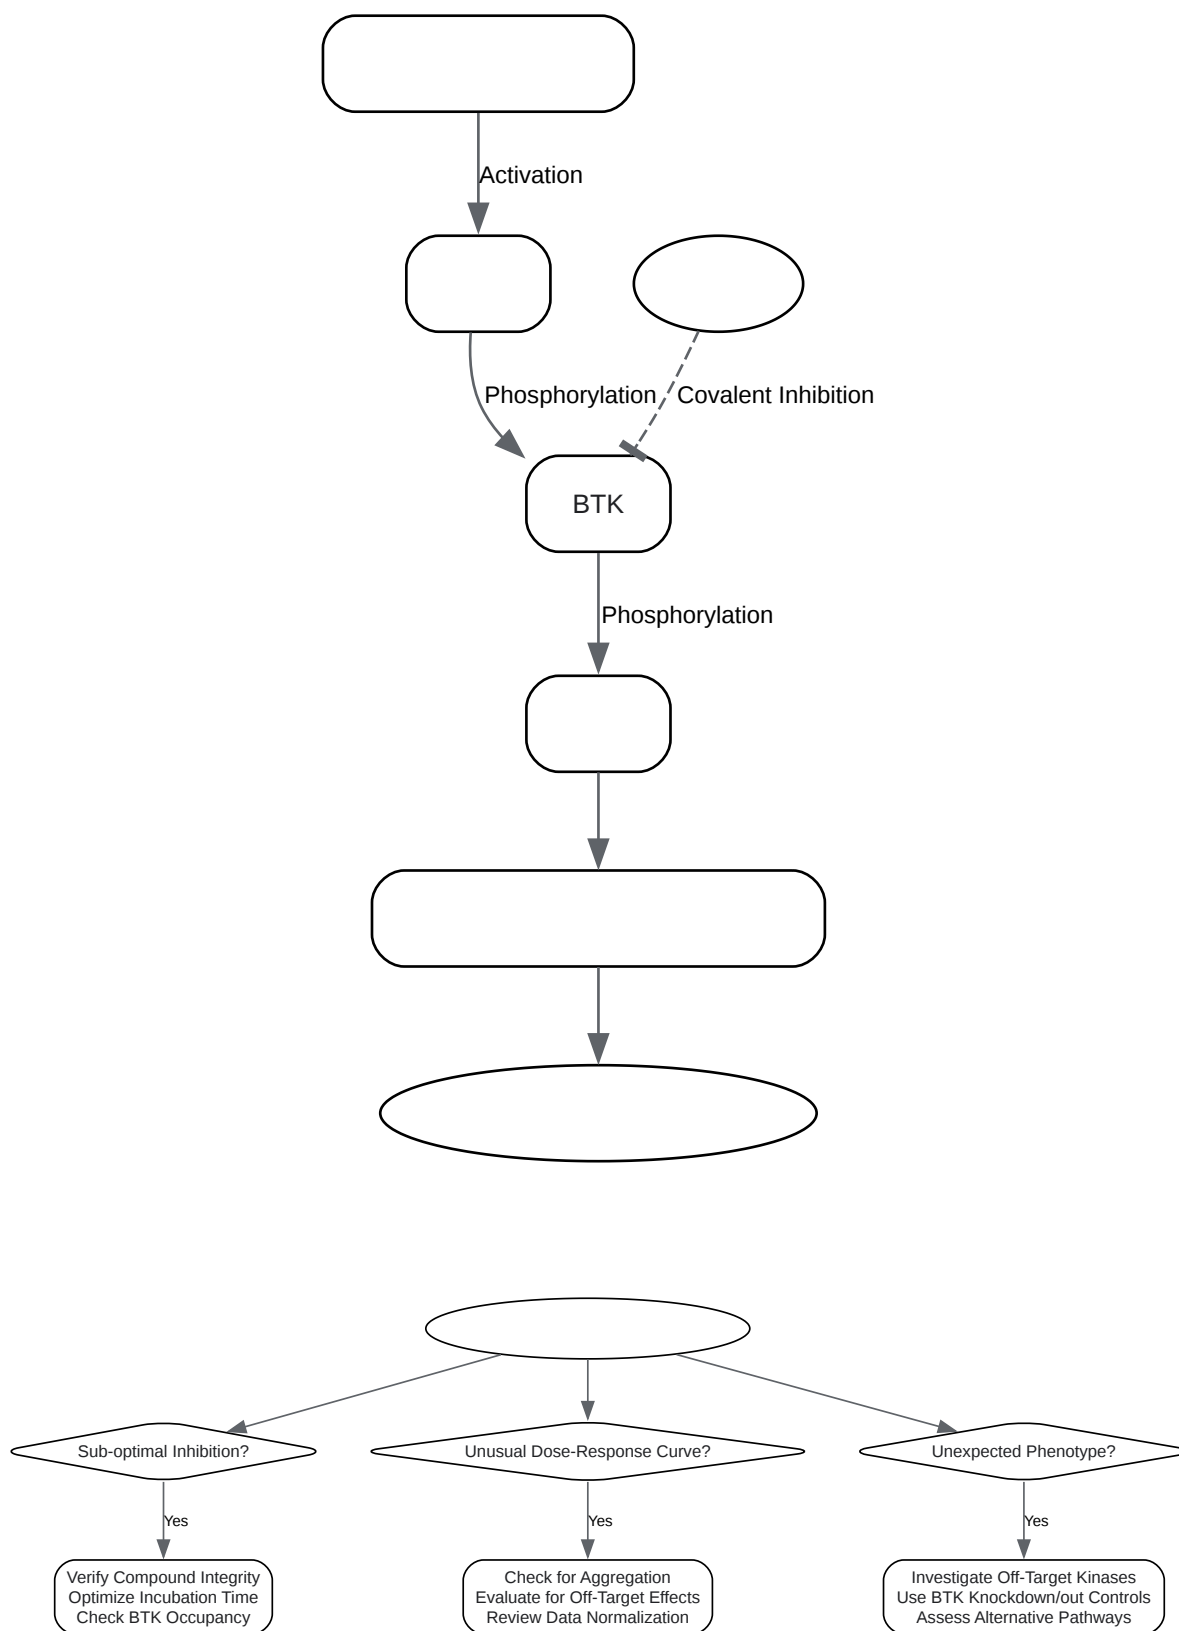 Activation
Phosphorylation
Covalent Inhibition
BTK
Phosphorylation
Sub-optimal Inhibition?
Unusual Dose-Response Curve?
Unexpected Phenotype?
Yes
Yes
Yes
Verify Compound Integrity
Optimize Incubation Time
Check BTK Occupancy
Check for Aggregation
Evaluate for Off-Target Effects
Review Data Normalization
Investigate Off-Target Kinases
Use BTK Knockdown/out Controls
Assess Alternative Pathways